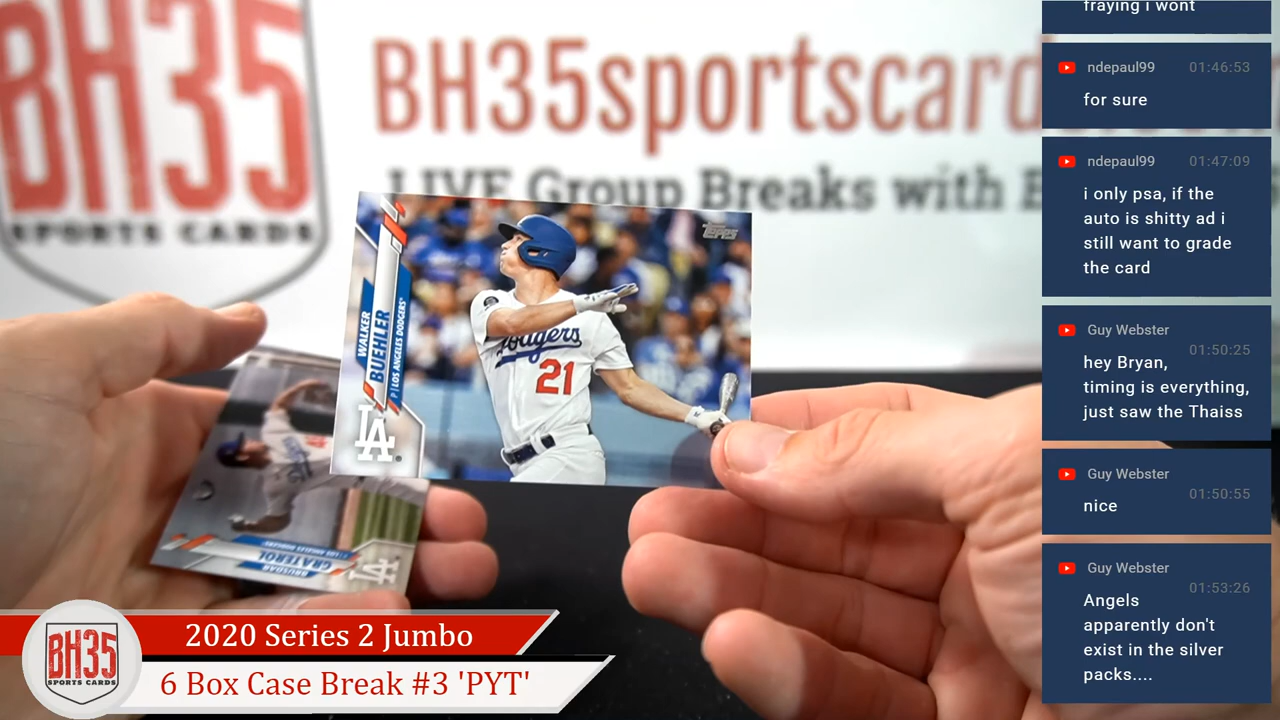 BH35
SPORTS CARDS
BH35sportscard
LIVE Group Breaks with
Topps
WALKER
BUEHLER
P | LOS ANGELES DODGERS
LA
Dodgers
21
BRUSDAR
GRATEROL
LOS ANGELES DODGERS
LA
BH35
SPORTS CARDS
2020 Series 2 Jumbo
6 Box Case Break #3 'PYT'
fraying i wont
ndepaul99 01:46:53
for sure
ndepaul99 01:47:09
i only psa, if the
auto is shitty ad i
still want to grade
the card
Guy Webster
01:50:25
hey Bryan,
timing is everything,
just saw the Thaiss
Guy Webster
01:50:55
nice
Guy Webster
01:53:26
Angels
apparently don't
exist in the silver
packs....